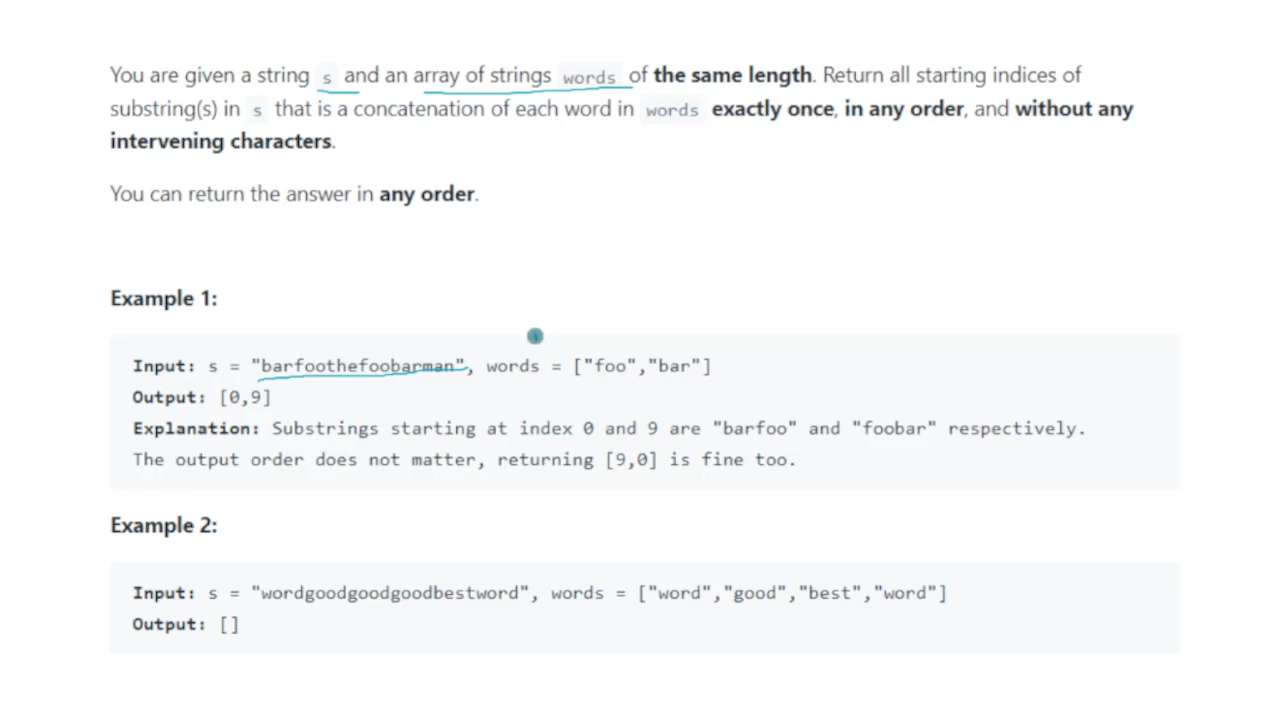 You are given a string s and an array of strings words of the same length. Return all starting indices of
substring(s) in s that is a concatenation of each word in words exactly once, in any order, and without any
intervening characters.
You can return the answer in any order.
Example 1:
Input: s = "barfoothefoobarman", words = ["foo","bar"]
Output: [0,9]
Explanation: Substrings starting at index 0 and 9 are "barfoo" and "foobar" respectively.
The output order does not matter, returning [9,0] is fine too.
Example 2:
Input: s = "wordgoodgoodgoodbestword", words = ["word","good","best","word"]
Output: []